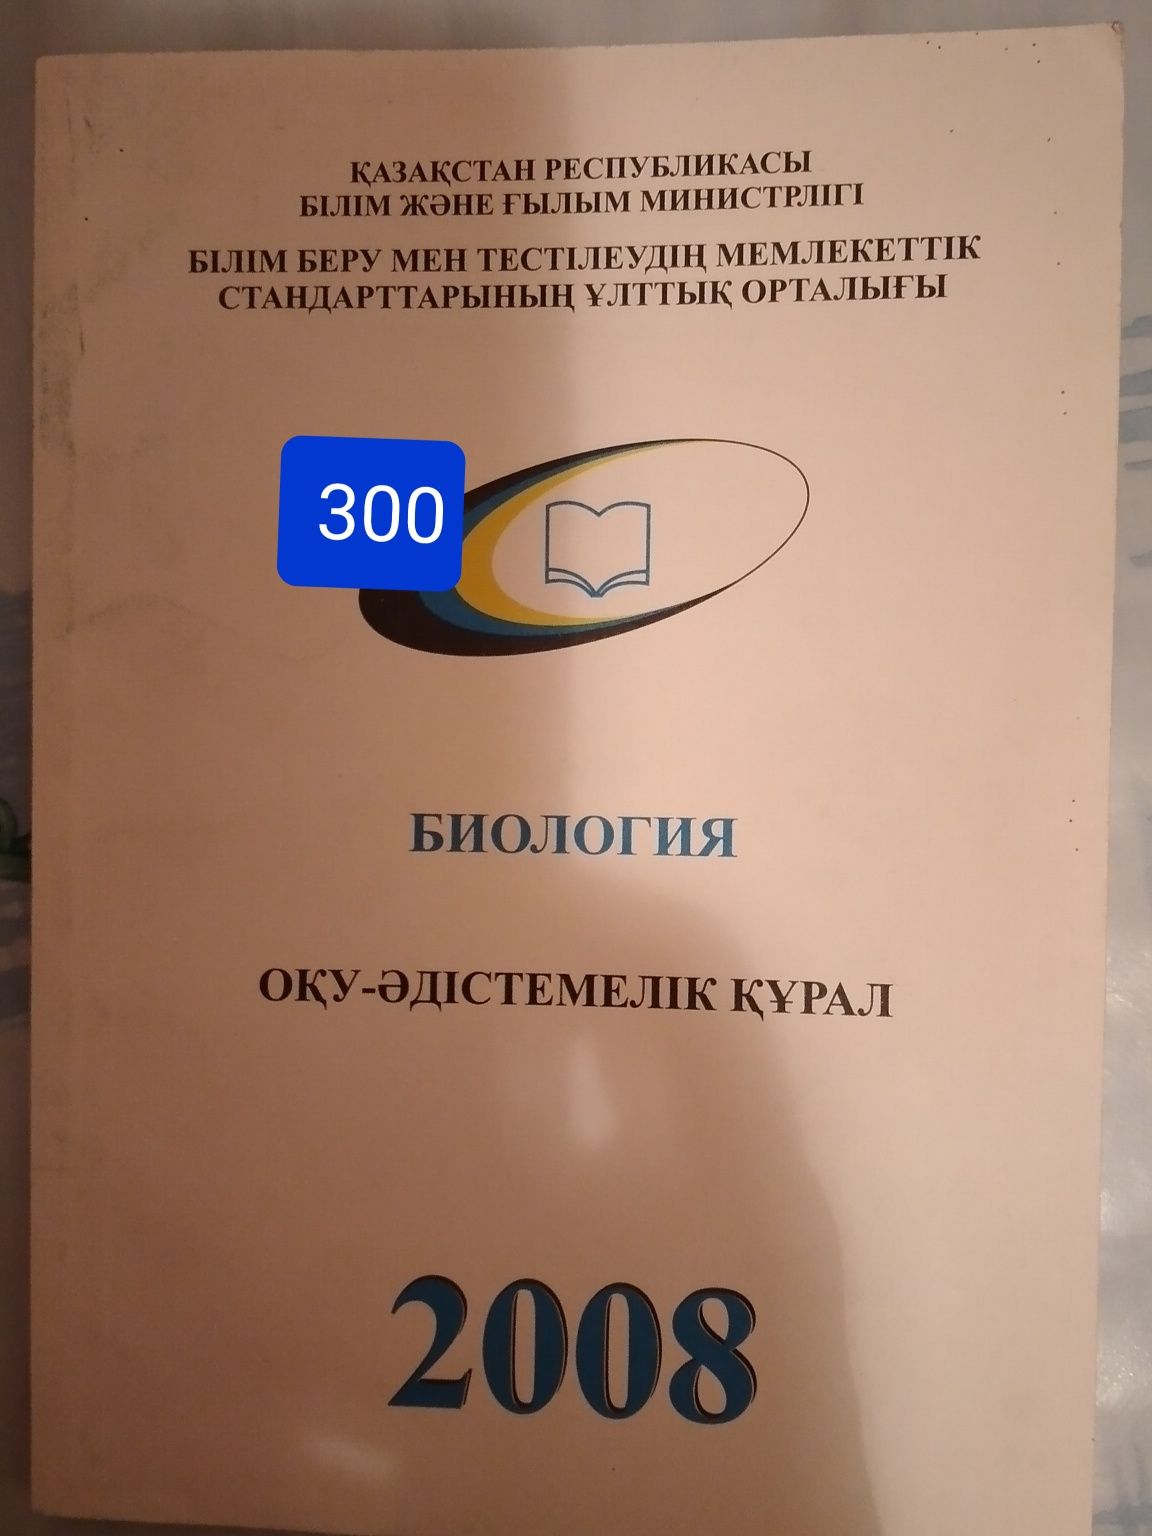 ҚАЗАҚСТАН РЕСПУБЛИКАСЫ
БІЛІМ ЖӘНЕ ҒЫЛЫМ МИНИСТРЛІГІ
БІЛІМ БЕРУ МЕН ТЕСТІЛЕУДІҢ МЕМЛЕКЕТТІК
СТАНДАРТТАРЫНЫҢ ҰЛТТЫҚ ОРТАЛЫҒЫ
300
БИОЛОГИЯ
ОҚУ-ӘДІСТЕМЕЛІК ҚҰРАЛ
2008